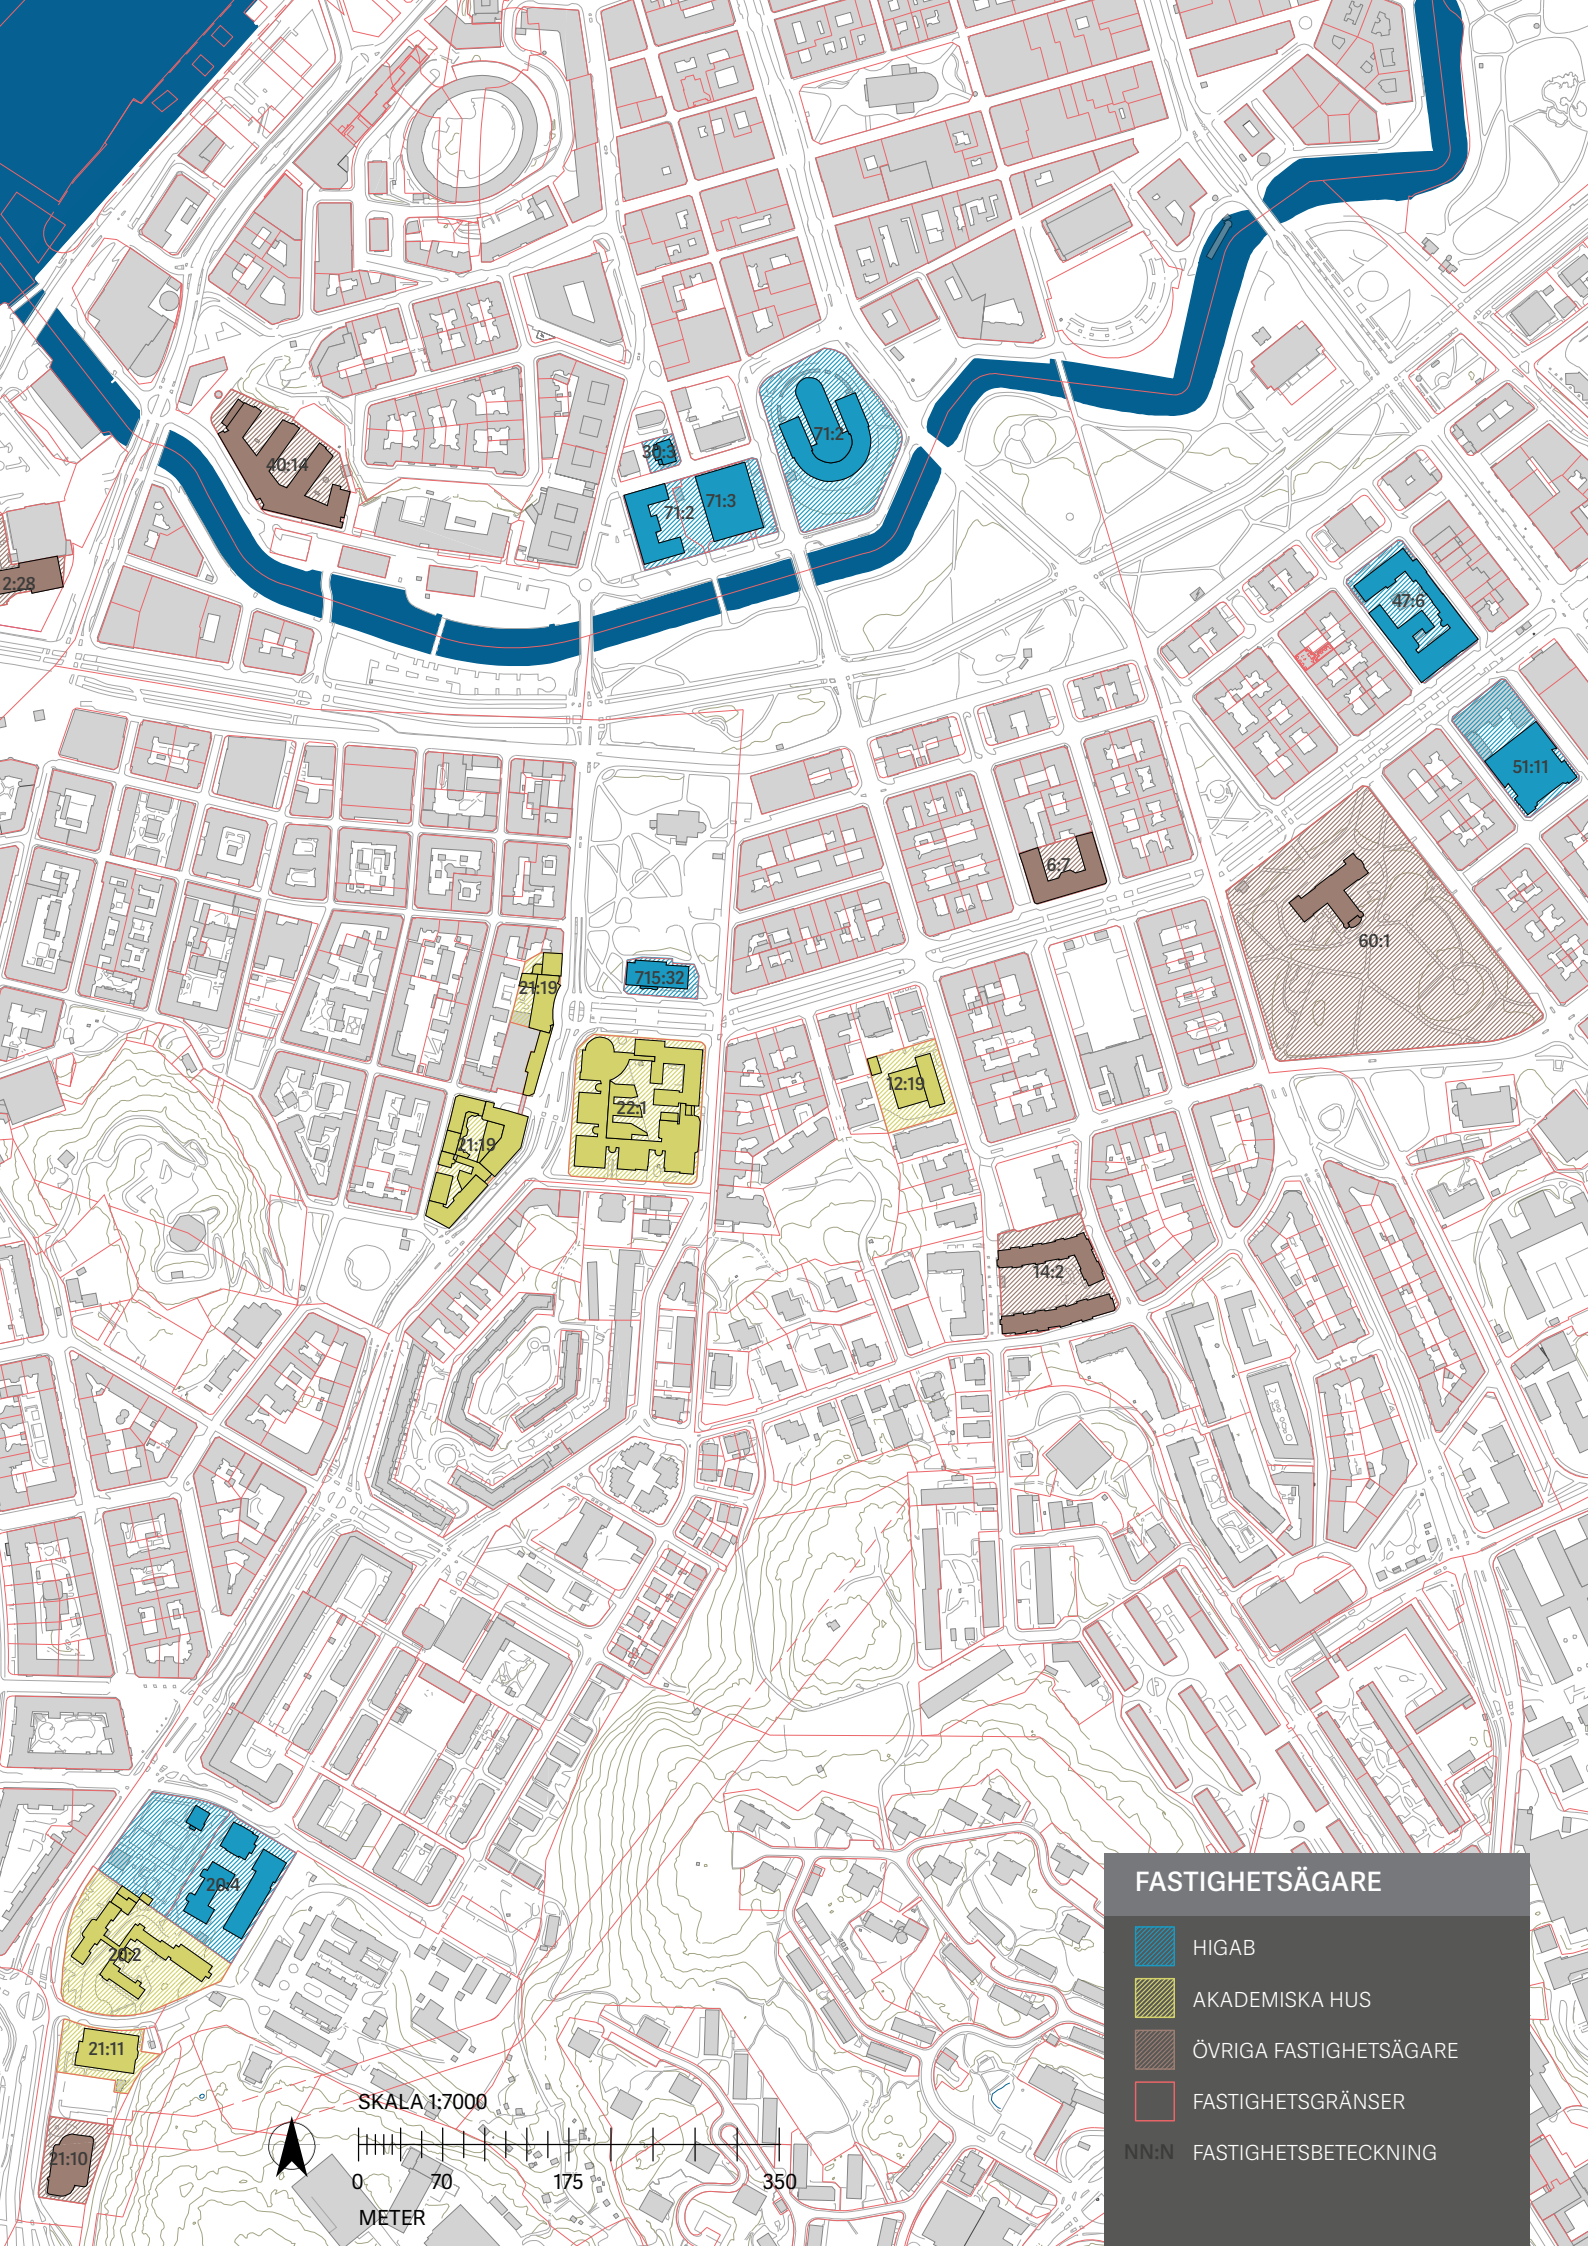 71:2
30:3
40:14
71:3
71:2
2:28
47:6
51:11
6:7
60:1
715:32
21:19
12:19
22:1
21:19
14:2
20:4
20:2
21:11
21:10
SKALA 1:7000
0 70 175 350
METER
FASTIGHETSÄGARE
HIGAB
AKADEMISKA HUS
ÖVRIGA FASTIGHETSÄGARE
FASTIGHETSGRÄNSER
NN:N FASTIGHETSBETECKNING